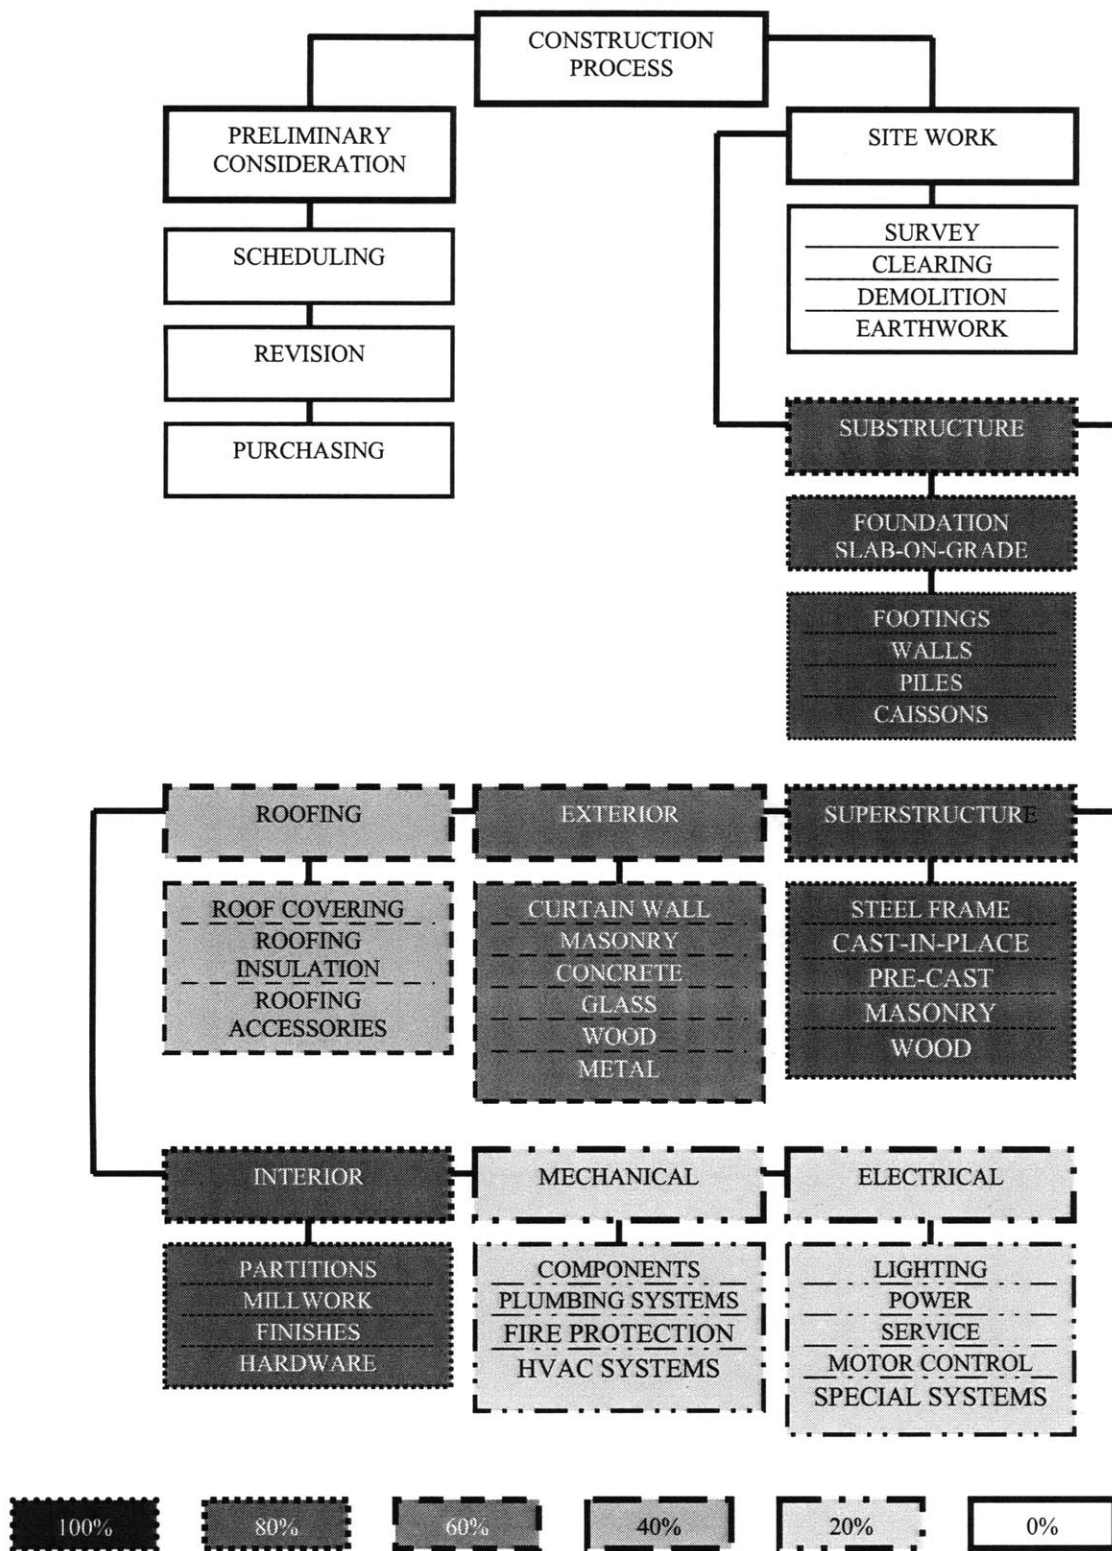 CONSTRUCTION
PROCESS
PRELIMINARY
CONSIDERATION
SCHEDULING
REVISION
PURCHASING
SITE WORK
SURVEY
CLEARING
DEMOLITION
EARTHWORK
SUBSTRUCTURE
FOUNDATION
SLAB-ON-GRADE
FOOTINGS
WALLS
PILES
CAISSONS
ROOFING
ROOF COVERING
ROOFING
INSULATION
ROOFING
ACCESSORIES
EXTERIOR
CURTAIN WALL
MASONRY
CONCRETE
GLASS
WOOD
METAL
SUPERSTRUCTURE
STEEL FRAME
CAST-IN-PLACE
PRE-CAST
MASONRY
WOOD
INTERIOR
PARTITIONS
MILLWORK
FINISHES
HARDWARE
MECHANICAL
COMPONENTS
PLUMBING SYSTEMS
FIRE PROTECTION
HVAC SYSTEMS
ELECTRICAL
LIGHTING
POWER
SERVICE
MOTOR CONTROL
SPECIAL SYSTEMS
100%
80%
60%
40%
20%
0%